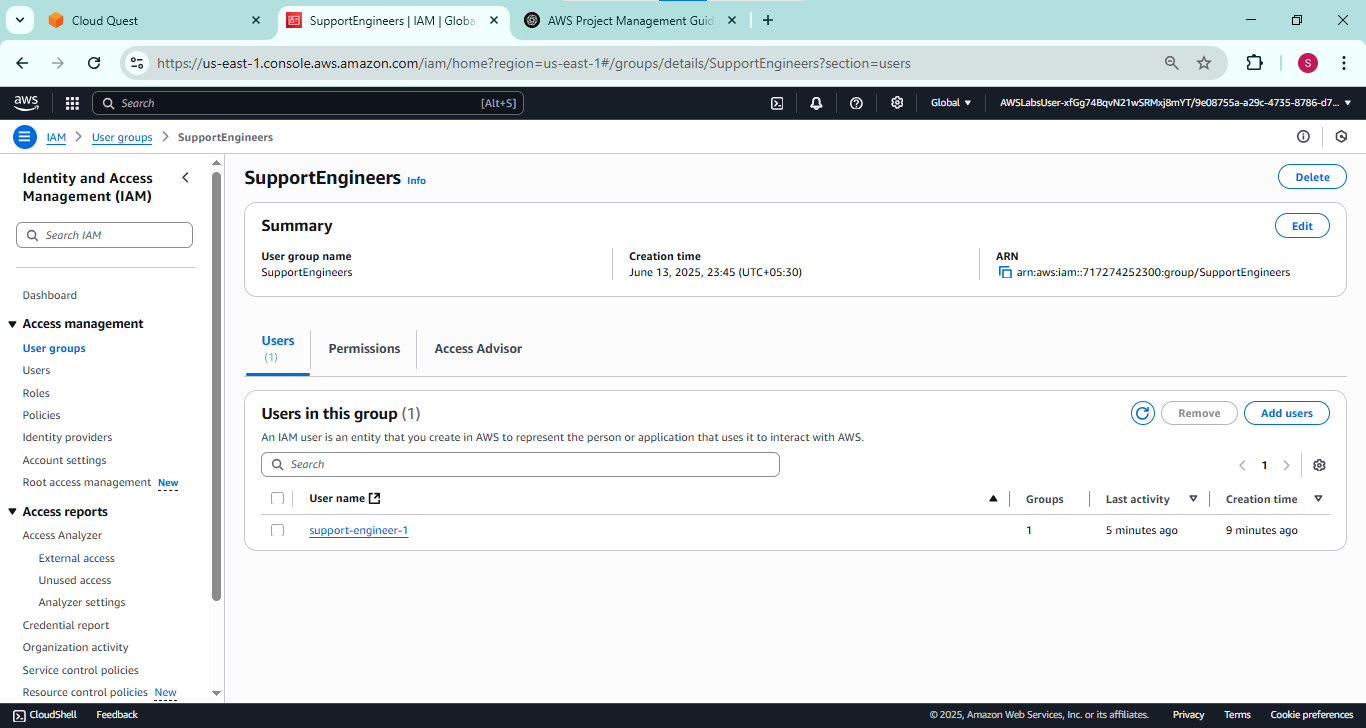 Cloud Quest
SupportEngineers | IAM | Globa
AWS Project Management Guid
https://us-east-1.console.aws.amazon.com/iam/home?region=us-east-1#/groups/details/SupportEngineers?section=users
S
aws
Search [Alt+S]
Global
AWSLabsUser-xfGg74BqvN21wSRMxj8mYT/9e08755a-a29c-4735-8786-d7...
IAM > User groups > SupportEngineers
Identity and Access
Management (IAM)
Search IAM
Dashboard
Access management
User groups
Users
Roles
Policies
Identity providers
Account settings
Root access management New
Access reports
Access Analyzer
External access
Unused access
Analyzer settings
Credential report
Organization activity
Service control policies
Resource control policies New
SupportEngineers Info
Delete
Summary
Edit
User group name
SupportEngineers
Creation time
June 13, 2025, 23:45 (UTC+05:30)
ARN
arn:aws:iam::717274252300:group/SupportEngineers
Users
(1)
Permissions
Access Advisor
Users in this group (1)
Remove
Add users
An IAM user is an entity that you create in AWS to represent the person or application that uses it to interact with AWS.
Search
1
User name Groups Last activity Creation time
support-engineer-1 1 5 minutes ago 9 minutes ago
CloudShell Feedback
© 2025, Amazon Web Services, Inc. or its affiliates. Privacy Terms Cookie preferences